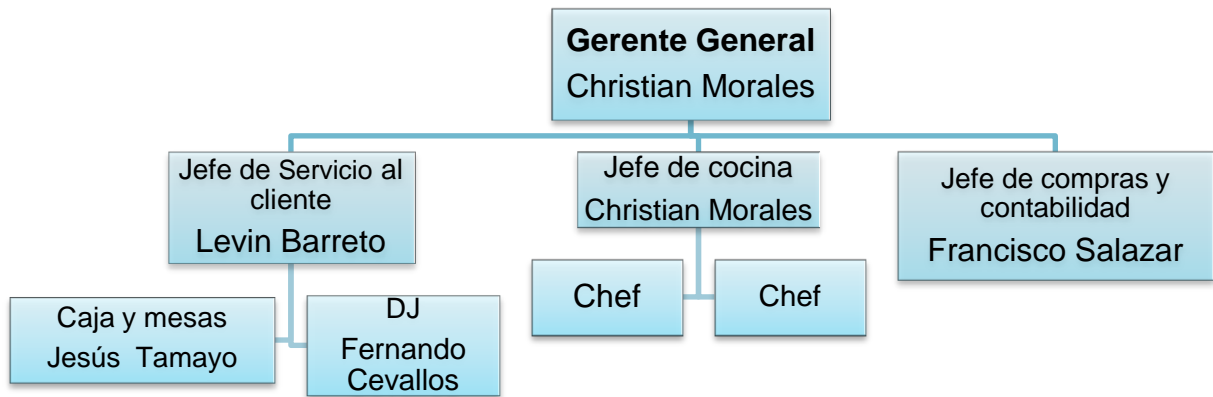 Gerente General
Christian Morales
Jefe de Servicio al
cliente
Levin Barreto
Jefe de cocina
Christian Morales
Jefe de compras y
contabilidad
Francisco Salazar
Caja y mesas
Jesús Tamayo
DJ
Fernando
Cevallos
Chef
Chef